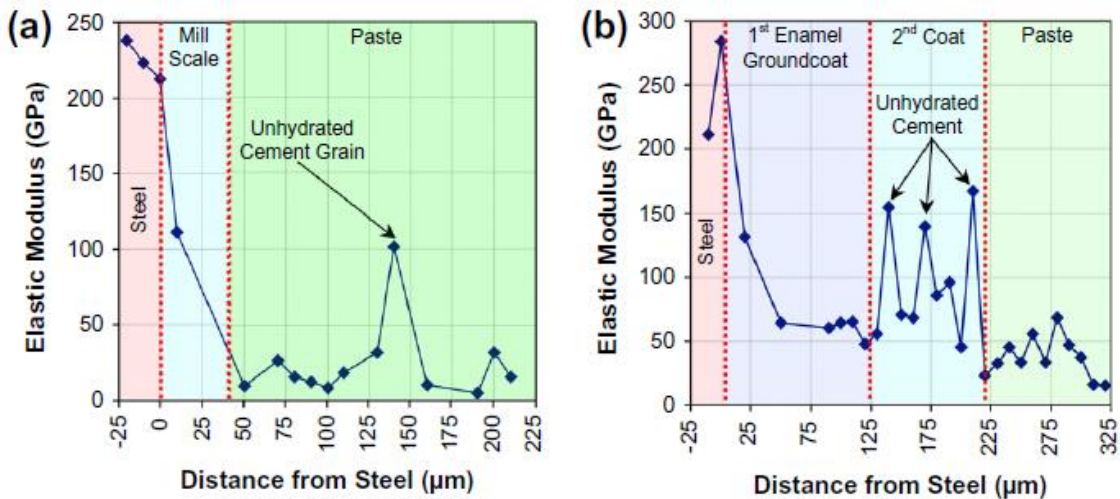 (a)
250
200
150
100
50
0
Elastic Modulus (GPa)
Steel
Mill
Scale
Paste
Unhydrated
Cement Grain
-25
0
25
50
75
100
125
150
175
200
225
Distance from Steel (µm)
(b)
300
250
200
150
100
50
0
Elastic Modulus (GPa)
Steel
1st Enamel
Groundcoat
2nd Coat
Paste
Unhydrated
Cement
-25
25
75
125
175
225
275
325
Distance from Steel (µm)